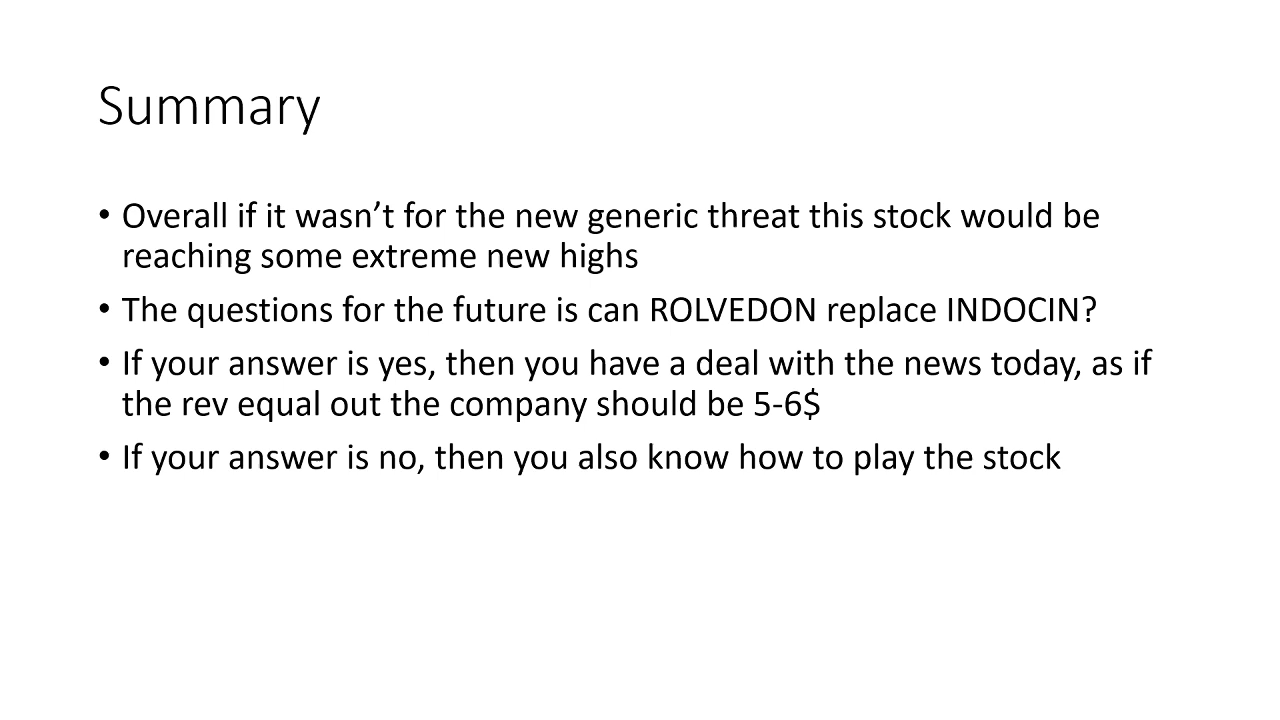 Summary
• Overall if it wasn’t for the new generic threat this stock would be
reaching some extreme new highs
• The questions for the future is can ROLVEDON replace INDOCIN?
• If your answer is yes, then you have a deal with the news today, as if
the rev equal out the company should be 5-6$
• If your answer is no, then you also know how to play the stock